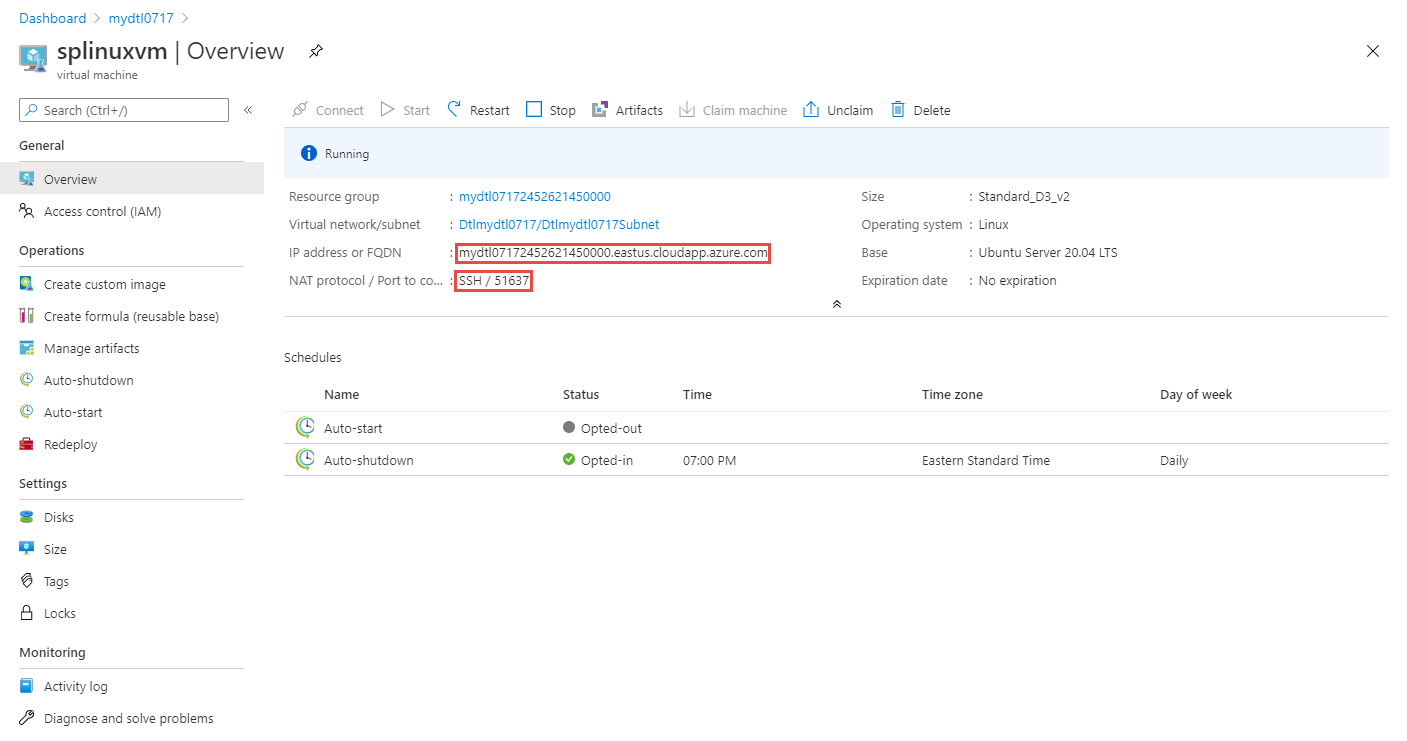 Dashboard > mydtl0717 >
splinuxvm | Overview
virtual machine
Search (Ctrl+/) «
General
Overview
Access control (IAM)
Operations
Create custom image
Create formula (reusable base)
Manage artifacts
Auto-shutdown
Auto-start
Redeploy
Settings
Disks
Size
Tags
Locks
Monitoring
Activity log
Diagnose and solve problems
Connect Start Restart Stop Artifacts Claim machine Unclaim Delete
Running
Resource group : mydtl07172452621450000
Virtual network/subnet : Dtlmydtl0717/Dtlmydtl0717Subnet
IP address or FQDN : mydtl07172452621450000.eastus.cloudapp.azure.com
NAT protocol / Port to co... : SSH / 51637
Size : Standard_D3_v2
Operating system : Linux
Base : Ubuntu Server 20.04 LTS
Expiration date : No expiration
Schedules
Name Status Time Time zone Day of week
Auto-start Opted-out
Auto-shutdown Opted-in 07:00 PM Eastern Standard Time Daily